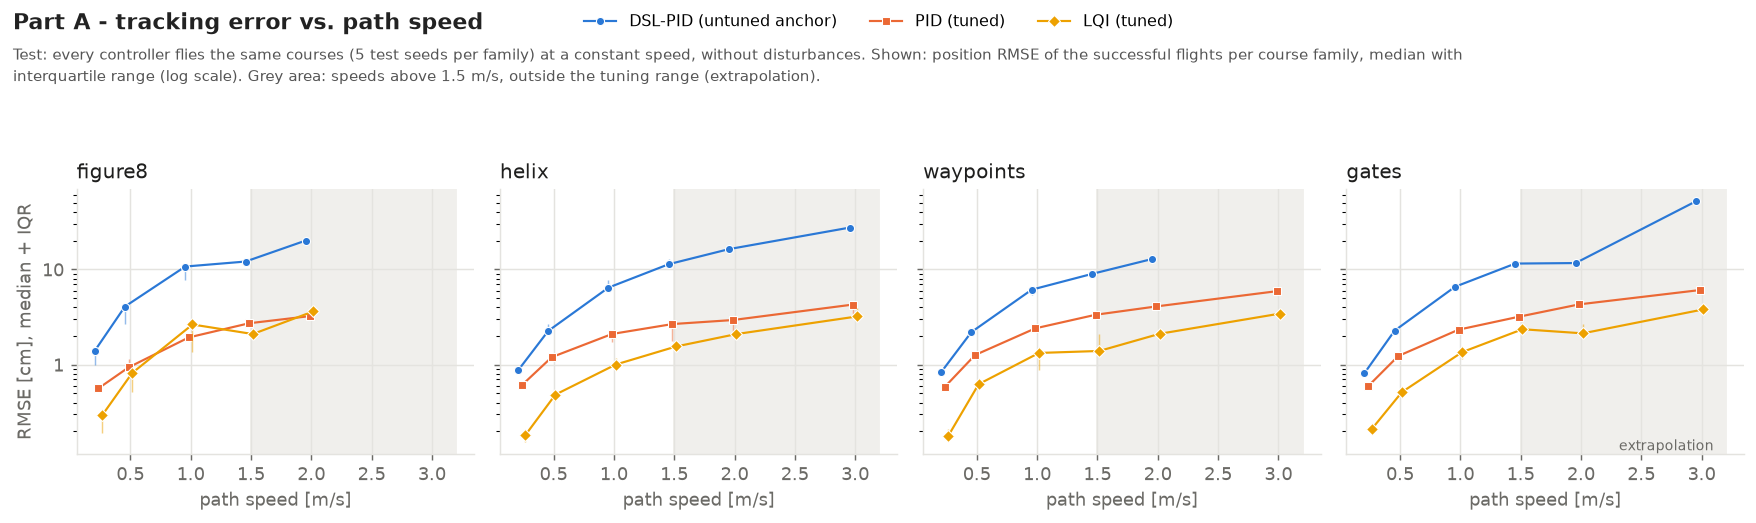 Part A - tracking error vs. path speed
DSL-PID (untuned anchor) PID (tuned) LQI (tuned)
Test: every controller flies the same courses (5 test seeds per family) at a constant speed, without disturbances. Shown: position RMSE of the successful flights per course family, median with
interquartile range (log scale). Grey area: speeds above 1.5 m/s, outside the tuning range (extrapolation).
figure8 helix waypoints gates
RMSE [cm], median + IQR
10
1
extrapolation
0.5 1.0 1.5 2.0 2.5 3.0 0.5 1.0 1.5 2.0 2.5 3.0 0.5 1.0 1.5 2.0 2.5 3.0 0.5 1.0 1.5 2.0 2.5 3.0
path speed [m/s] path speed [m/s] path speed [m/s] path speed [m/s]